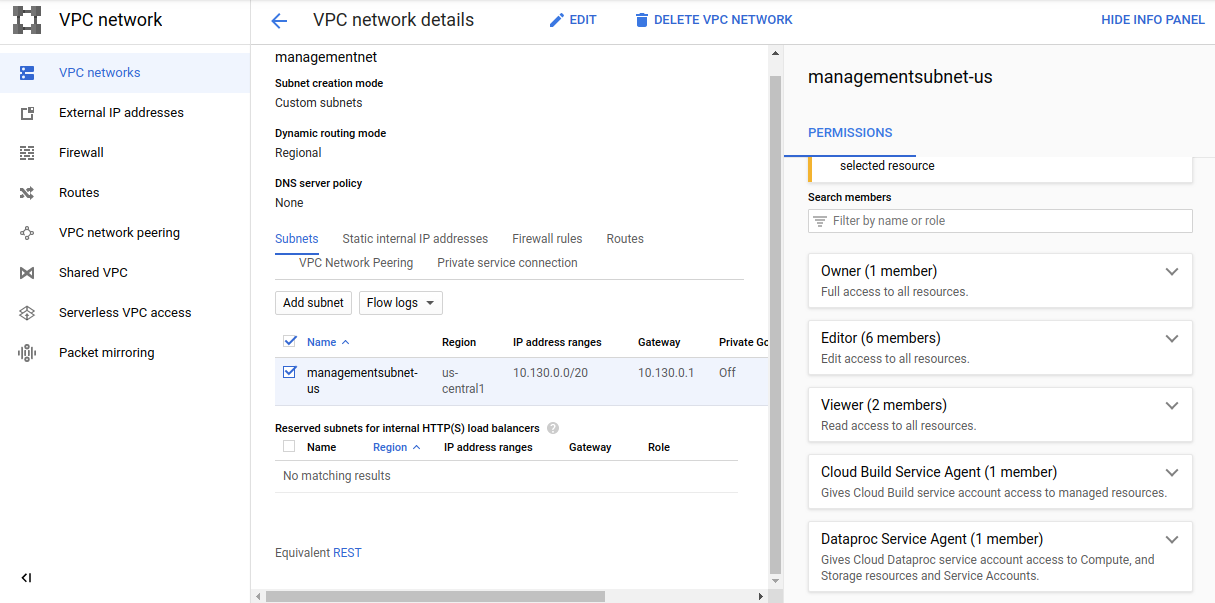 VPC network
VPC network details
EDIT
DELETE VPC NETWORK
HIDE INFO PANEL
VPC networks
External IP addresses
Firewall
Routes
VPC network peering
Shared VPC
Serverless VPC access
Packet mirroring
managementnet
Subnet creation mode
Custom subnets
Dynamic routing mode
Regional
DNS server policy
None
Subnets Static internal IP addresses Firewall rules Routes
VPC Network Peering Private service connection
Add subnet Flow logs
Name Region IP address ranges Gateway Private Go
managementsubnet- us- 10.130.0.0/20 10.130.0.1 Off
us central1
Reserved subnets for internal HTTP(S) load balancers ?
Name Region IP address ranges Gateway Role
No matching results
Equivalent REST
managementsubnet-us
PERMISSIONS
selected resource
Search members
Filter by name or role
Owner (1 member)
Full access to all resources.
Editor (6 members)
Edit access to all resources.
Viewer (2 members)
Read access to all resources.
Cloud Build Service Agent (1 member)
Gives Cloud Build service account access to managed resources.
Dataproc Service Agent (1 member)
Gives Cloud Dataproc service account access to Compute, and
Storage resources and Service Accounts.